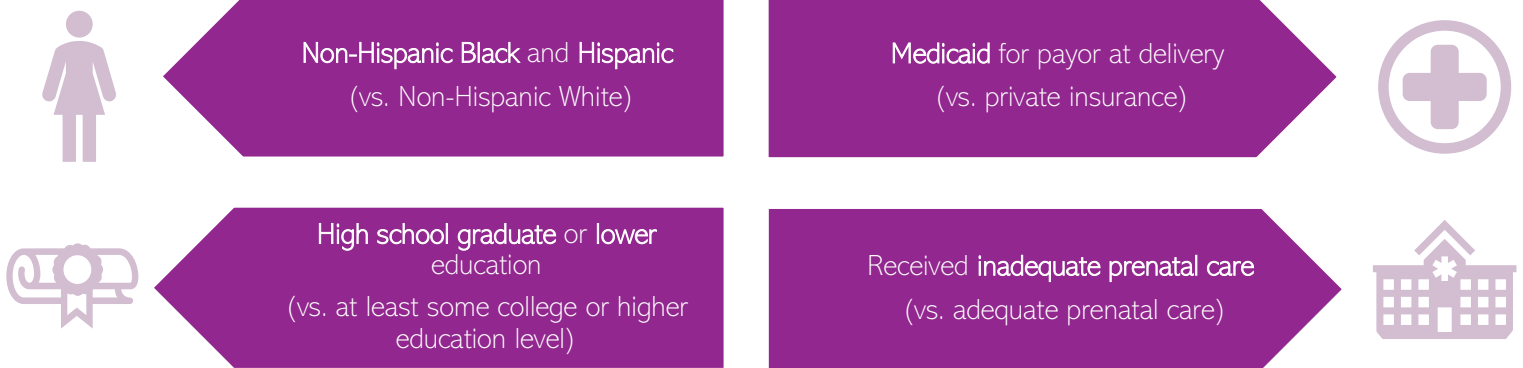 Non-Hispanic Black and Hispanic
(vs. Non-Hispanic White)
Medicaid for payor at delivery
(vs. private insurance)
High school graduate or lower
education
(vs. at least some college or higher
education level)
Received inadequate prenatal care
(vs. adequate prenatal care)